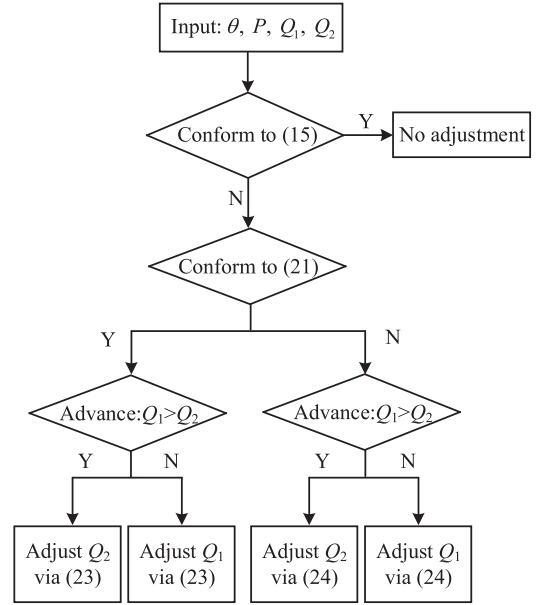 Input: θ, P, Q₁, Q₂
Conform to (15)
Y
No adjustment
N
Conform to (21)
Y
N
Advance:Q₁>Q₂
Advance:Q₁>Q₂
Y
N
Y
N
Adjust Q₂
via (23)
Adjust Q₁
via (23)
Adjust Q₂
via (24)
Adjust Q₁
via (24)